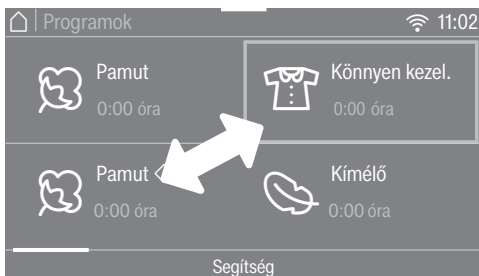 Programok 11:02
Pamut
0:00 óra
Könnyen kezel.
0:00 óra
Pamut
0:00 óra
Kímélő
0:00 óra
Segítség